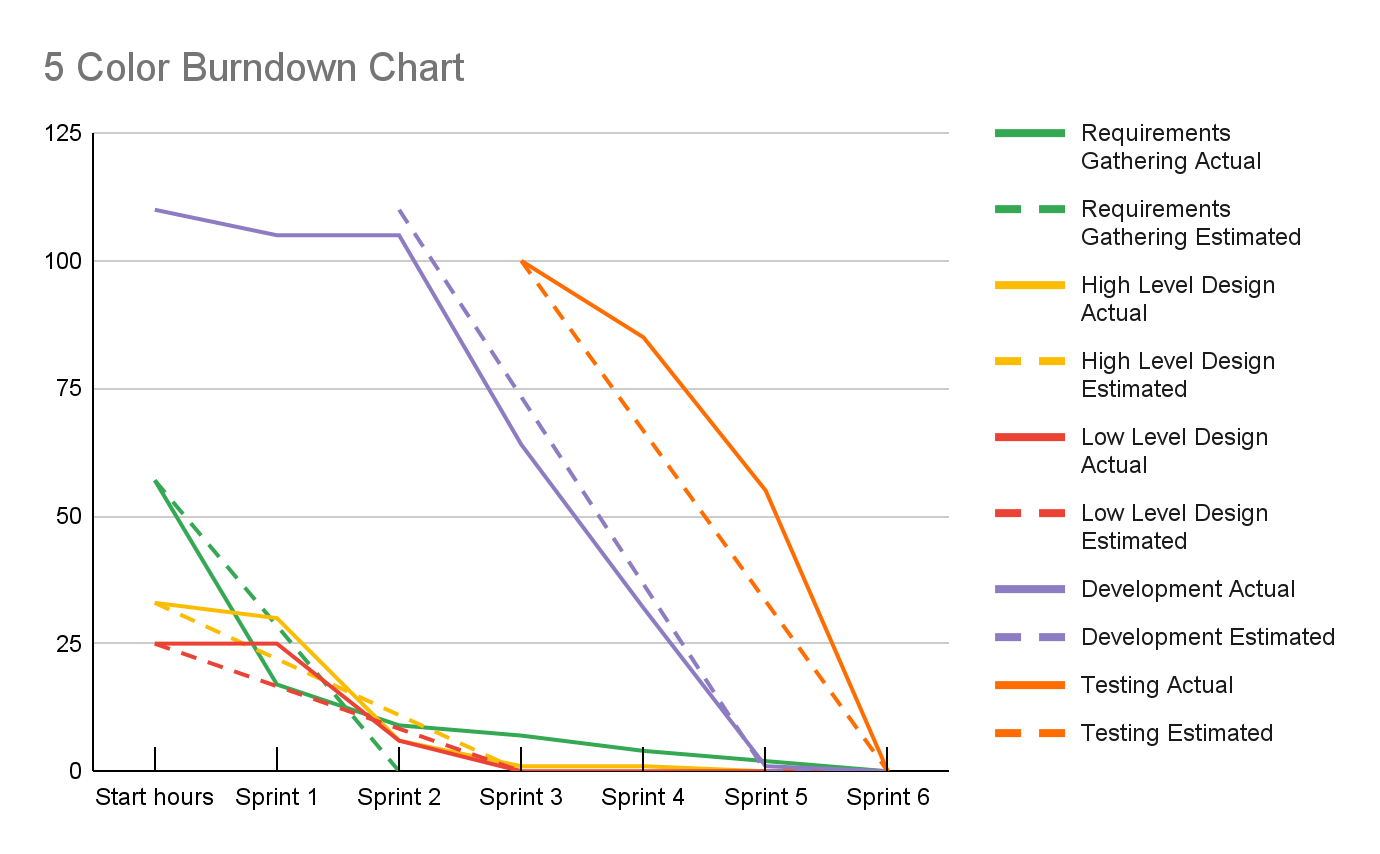 5 Color Burndown Chart
125
100
75
50
25
0
Start hours Sprint 1 Sprint 2 Sprint 3 Sprint 4 Sprint 5 Sprint 6
Requirements
Gathering Actual
Requirements
Gathering Estimated
High Level Design
Actual
High Level Design
Estimated
Low Level Design
Actual
Low Level Design
Estimated
Development Actual
Development Estimated
Testing Actual
Testing Estimated